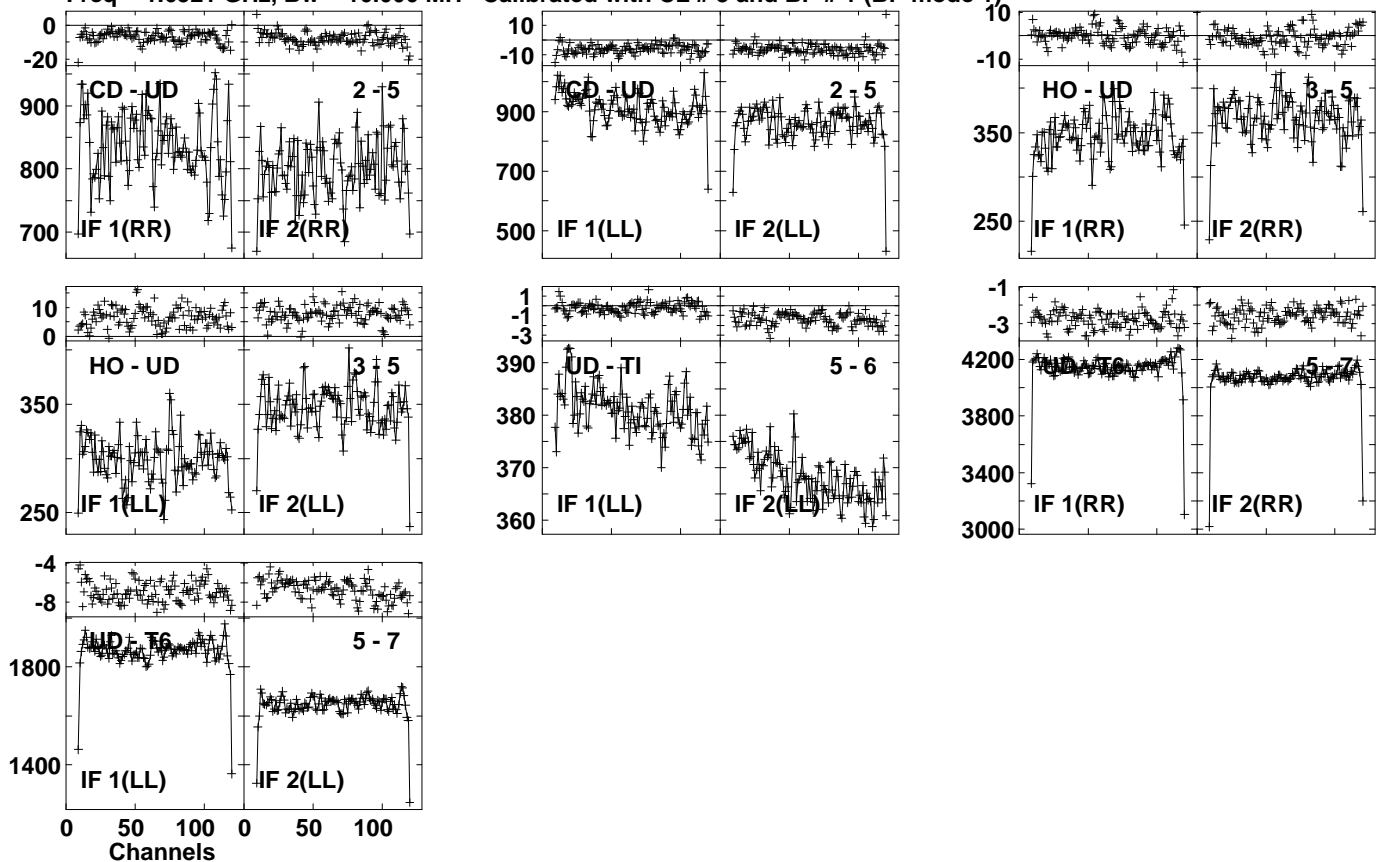 0
-20
CD - UD
2 - 5
900
800
700
IF 1(RR)
IF 2(RR)
10
-10
CD - UD
2 - 5
900
700
500
IF 1(LL)
IF 2(LL)
10
-10
HO - UD
3 - 5
350
250
IF 1(RR)
IF 2(RR)
10
0
HO - UD
3 - 5
350
250
IF 1(LL)
IF 2(LL)
1
-1
-3
UD - TI
5 - 6
390
380
370
360
IF 1(LL)
IF 2(LL)
-1
-3
UD - T6
5 - 7
4200
3800
3400
3000
IF 1(RR)
IF 2(RR)
-4
-8
UD - T6
5 - 7
1800
1400
IF 1(LL)
IF 2(LL)
0 50 100 0 50 100
Channels